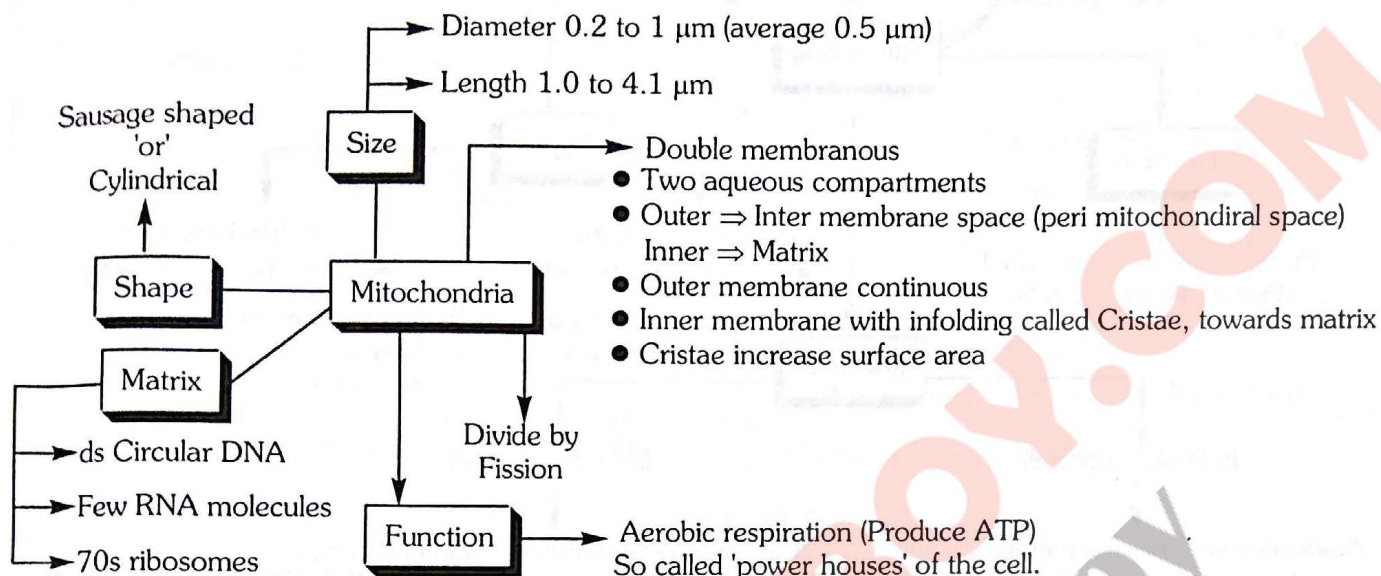 Diameter 0.2 to 1 µm (average 0.5 µm)
Length 1.0 to 4.1 µm
Size
Sausage shaped
'or'
Cylindrical
Shape
Mitochondria
Double membranous
● Two aqueous compartments
● Outer ⇒ Inter membrane space (peri mitochondiral space)
Inner ⇒ Matrix
● Outer membrane continuous
● Inner membrane with infolding called Cristae, towards matrix
● Cristae increase surface area
Matrix
ds Circular DNA
Few RNA molecules
70s ribosomes
Divide by
Fission
Function
Aerobic respiration (Produce ATP)
So called 'power houses' of the cell.
BOY.COM